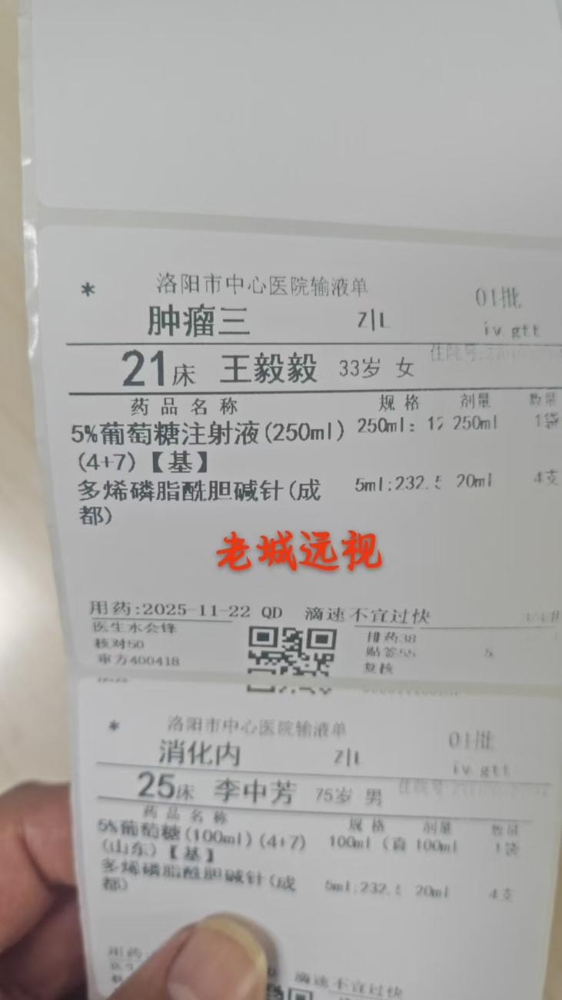 * 洛阳市中心医院输液单 01批
肿瘤三 Z|L iv gtt
21床 王毅毅 33岁 女 住院号:
药品名称 规格 剂量 数量
5%葡萄糖注射液(250ml) 250ml: 12 250ml 1袋
(4+7)【基】
多烯磷脂酰胆碱针(成 5ml:232.5 20ml 4支
都)
老城远视
用药:2025-11-22 QD 滴速不宜过快
医生水会锋 排药38
核对50 贴签55 5
审方400418 复核
* 洛阳市中心医院输液单 01批
消化内 Z|L iv gtt
25床 李中芳 75岁 男 住院号
药品名称 规格 剂量 数量
5%葡萄糖(100ml)(4+7) 100ml (直 100ml 1袋
(山东)【基】
多烯磷脂酰胆碱针(成 5ml:232.5 20ml 4支
都)
用药: 滴速不宜过快